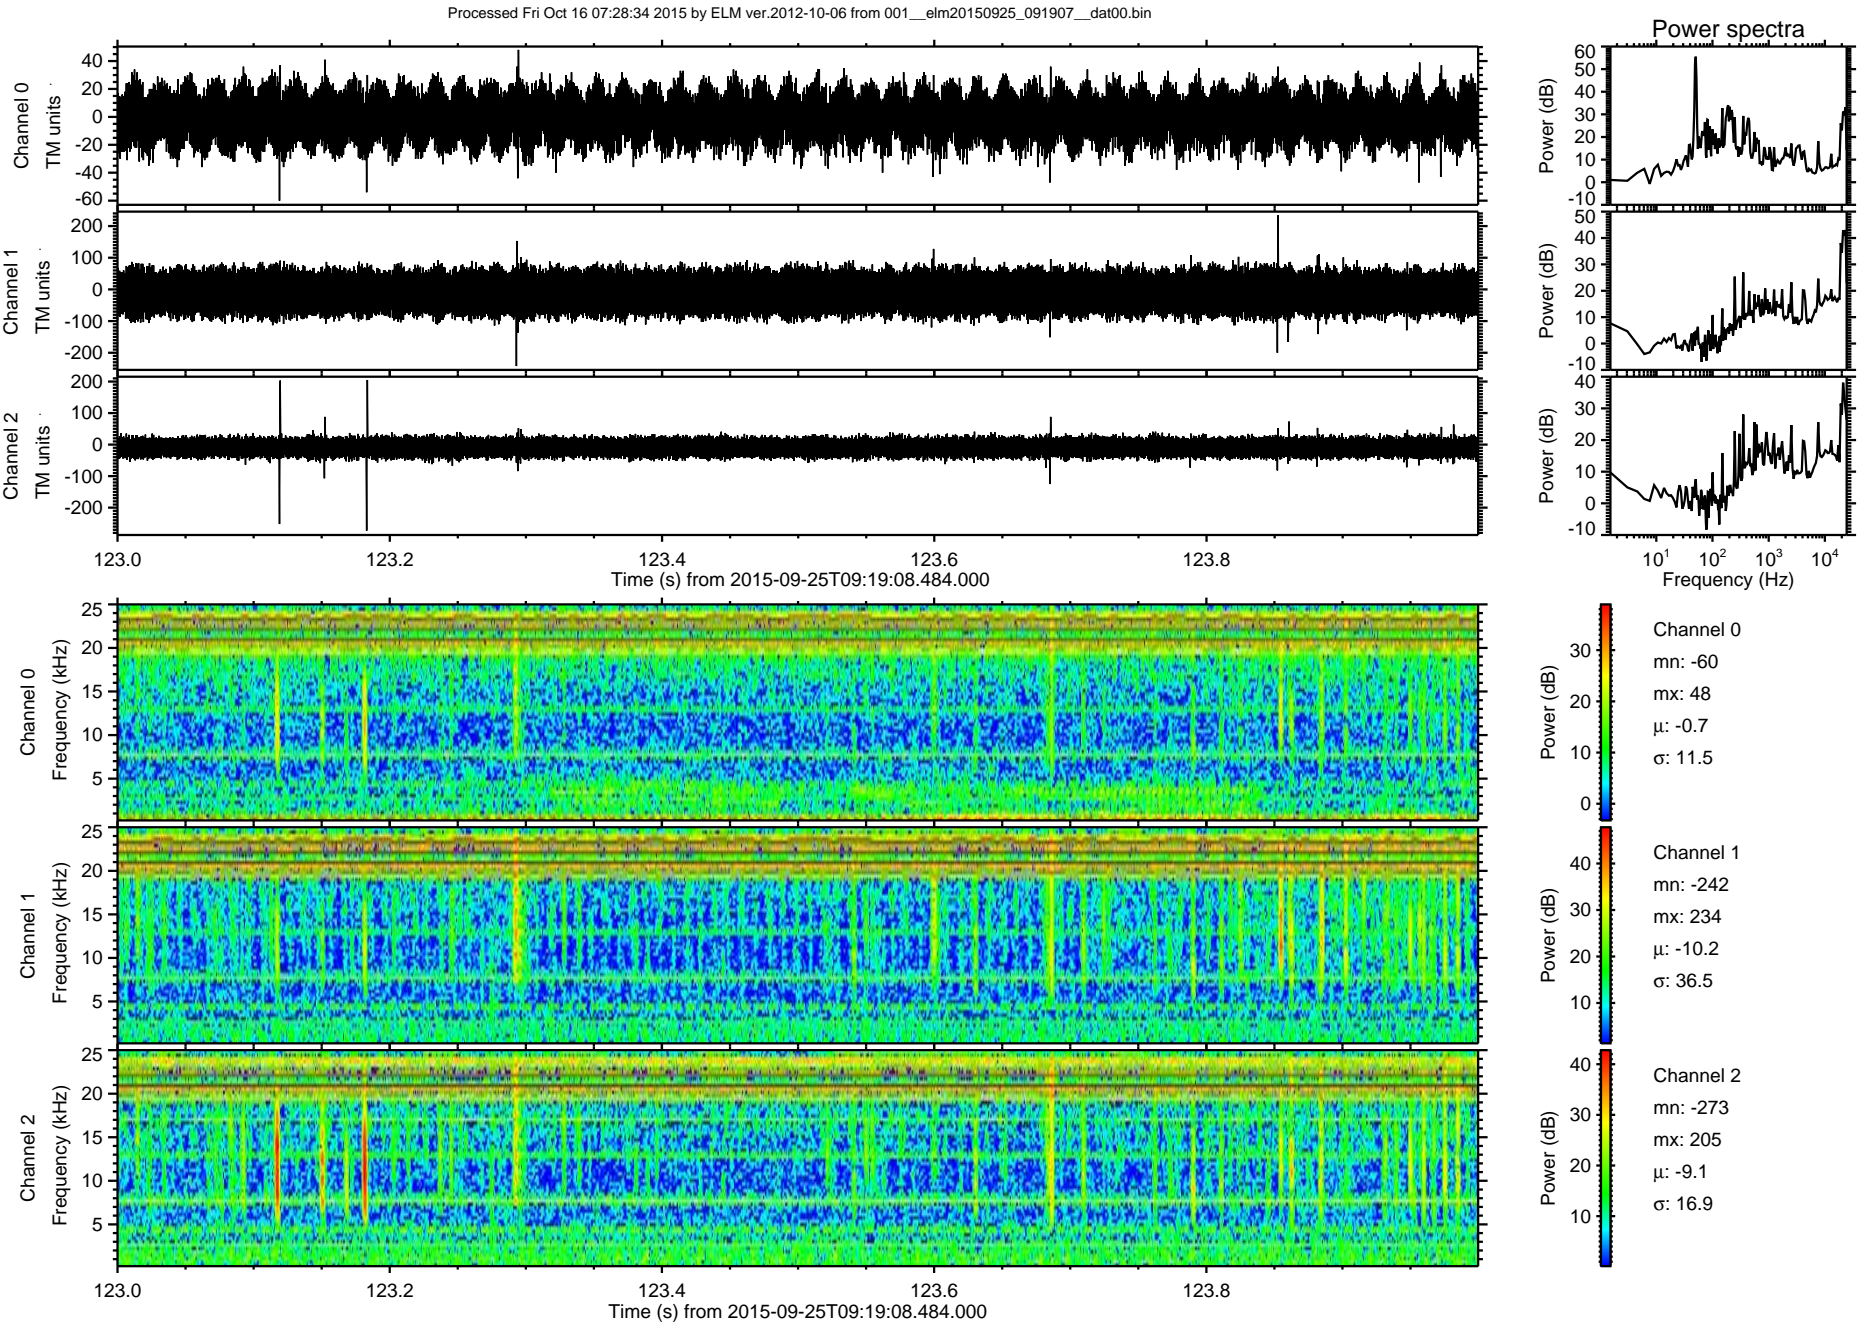 Processed Fri Oct 16 07:28:34 2015 by ELM ver.2012-10-06 from 001__elm20150925_091907__dat00.bin
Power spectra
Channel 0
TM units
40
20
0
-20
-40
-60
Power (dB)
60
50
40
30
20
10
0
-10
Channel 1
TM units
200
100
0
-100
-200
Power (dB)
50
40
30
20
10
0
-10
Channel 2
TM units
200
100
0
-100
-200
Power (dB)
40
30
20
10
0
-10
123.0 123.2 123.4 123.6 123.8
Time (s) from 2015-09-25T09:19:08.484.000
10¹ 10² 10³ 10⁴
Frequency (Hz)
Channel 0
Frequency (kHz)
25
20
15
10
5
Power (dB)
30
20
10
0
Channel 0
mn: -60
mx: 48
μ: -0.7
σ: 11.5
Channel 1
Frequency (kHz)
25
20
15
10
5
Power (dB)
40
30
20
10
Channel 1
mn: -242
mx: 234
μ: -10.2
σ: 36.5
Channel 2
Frequency (kHz)
25
20
15
10
5
Power (dB)
40
30
20
10
Channel 2
mn: -273
mx: 205
μ: -9.1
σ: 16.9
123.0 123.2 123.4 123.6 123.8
Time (s) from 2015-09-25T09:19:08.484.000